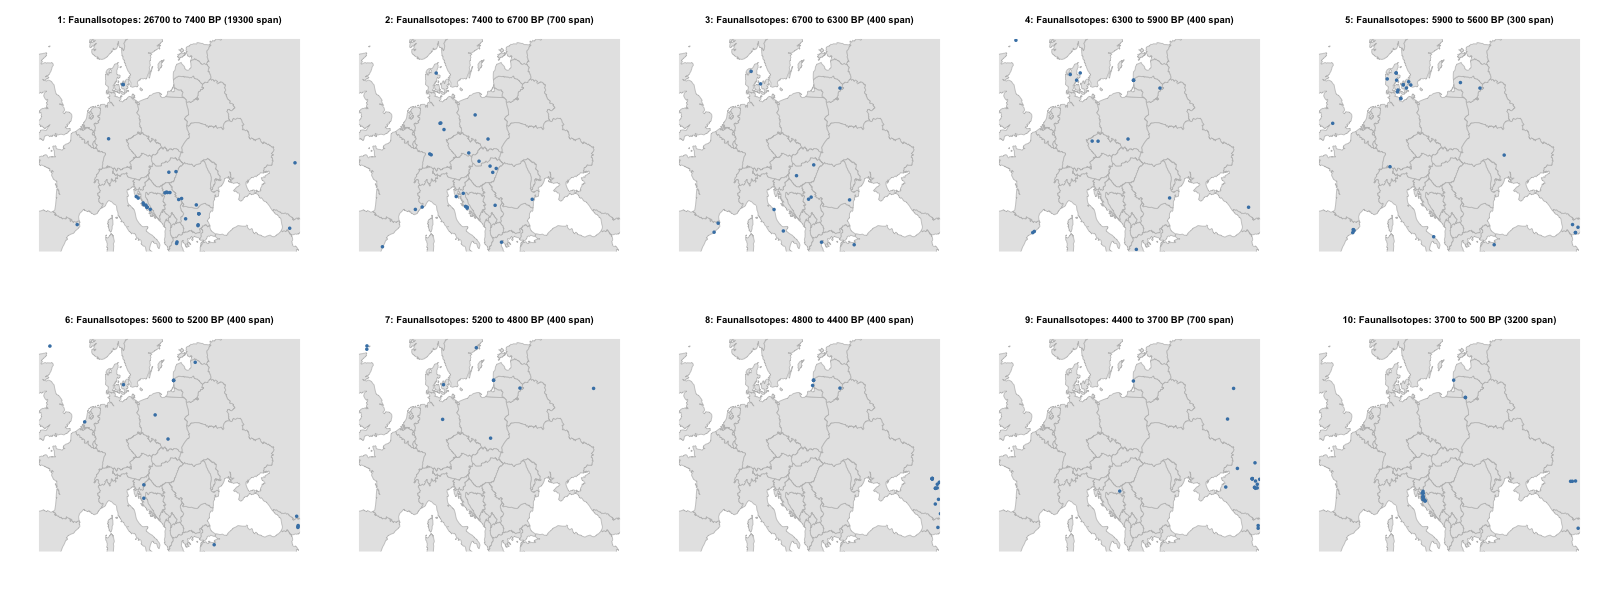 1: FaunalIsotopes: 26700 to 7400 BP (19300 span)
2: FaunalIsotopes: 7400 to 6700 BP (700 span)
3: FaunalIsotopes: 6700 to 6300 BP (400 span)
4: FaunalIsotopes: 6300 to 5900 BP (400 span)
5: FaunalIsotopes: 5900 to 5600 BP (300 span)
6: FaunalIsotopes: 5600 to 5200 BP (400 span)
7: FaunalIsotopes: 5200 to 4800 BP (400 span)
8: FaunalIsotopes: 4800 to 4400 BP (400 span)
9: FaunalIsotopes: 4400 to 3700 BP (700 span)
10: FaunalIsotopes: 3700 to 500 BP (3200 span)